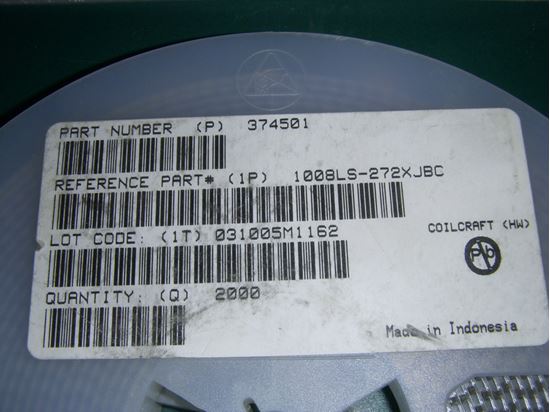 PART NUMBER (P) 374501
REFERENCE PART# (1P) 1008LS-272XJBC
LOT CODE: (1T) 031005M1162
COILCRAFT (HW)
Pb
QUANTITY: (Q) 2000
Made in Indonesia